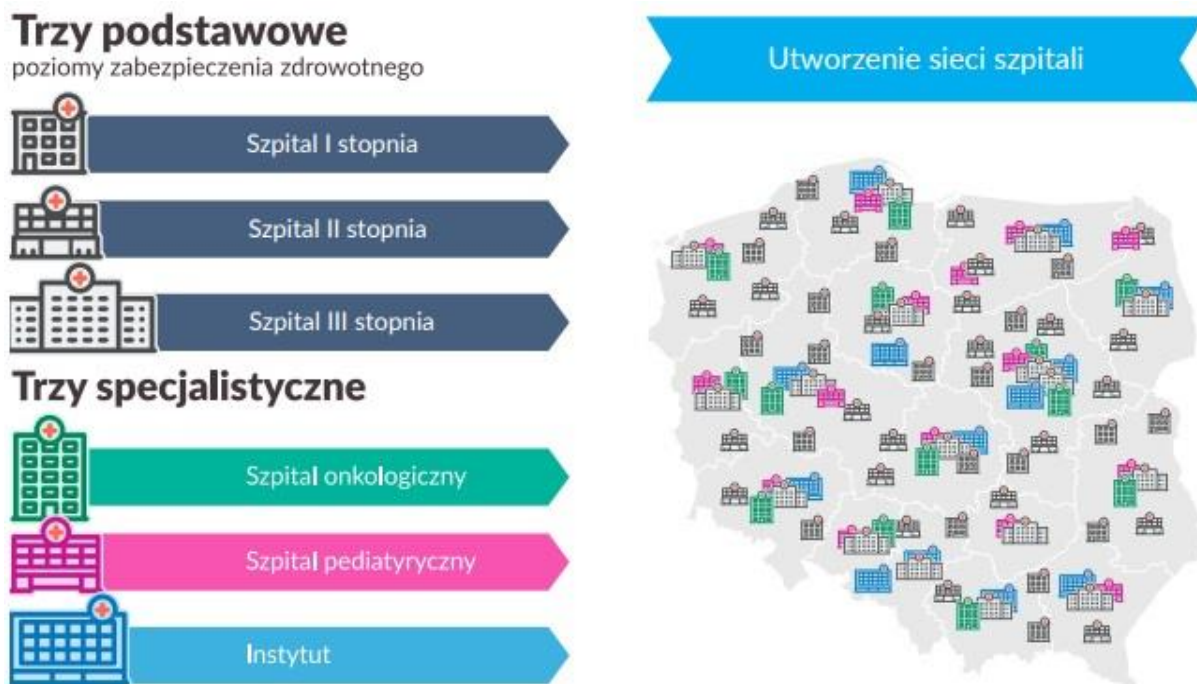 Trzy podstawowe
poziomy zabezpieczenia zdrowotnego
Szpital I stopnia
Szpital II stopnia
Szpital III stopnia
Trzy specjalistyczne
Szpital onkologiczny
Szpital pediatyryczny
Instytut
Utworzenie sieci szpitali